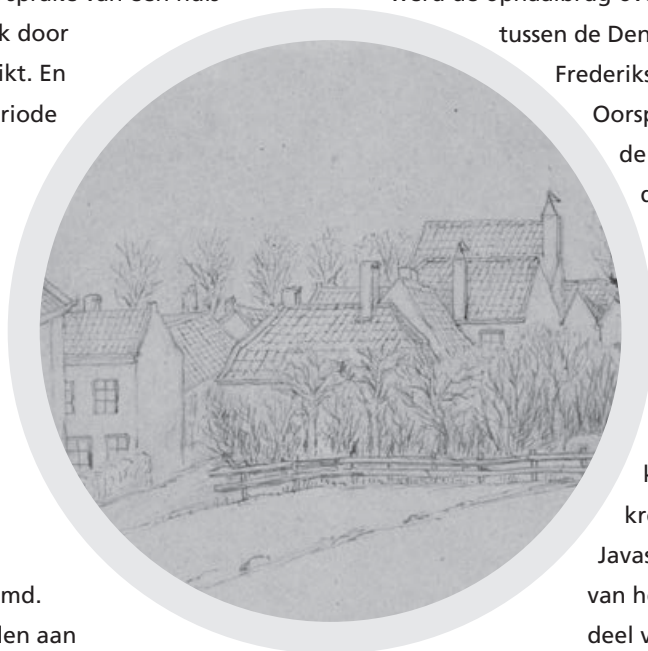 sprake van een huis
k door
ikt. En
riode
md.
len aan
werd de ophaalbrug ov
tussen de Den
Frederiks
Oorsp
de
k
kr
Javas
van h
deel v